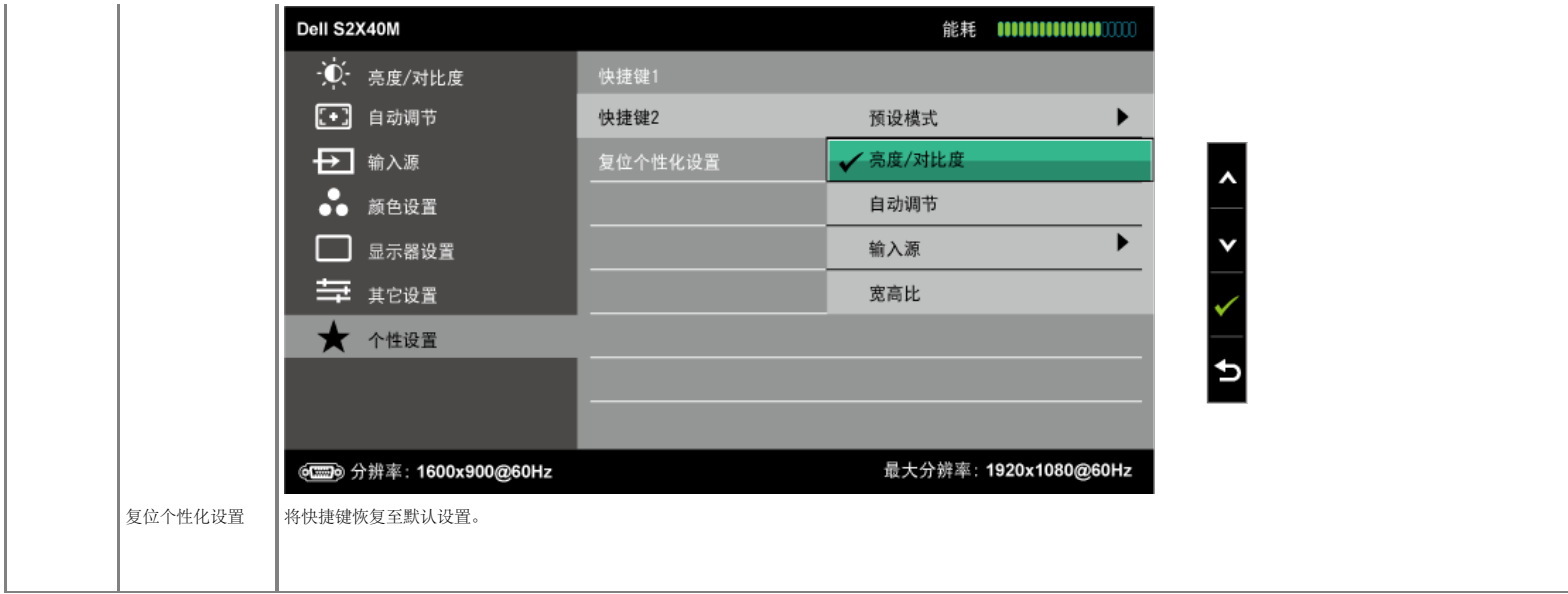 Dell S2X40M 能耗
亮度/对比度 快捷键1
自动调节 快捷键2 预设模式
输入源 复位个性化设置 亮度/对比度
颜色设置 自动调节
显示器设置 输入源
其它设置 宽高比
个性设置
分辨率: 1600x900@60Hz 最大分辨率: 1920x1080@60Hz
复位个性化设置 将快捷键恢复至默认设置。